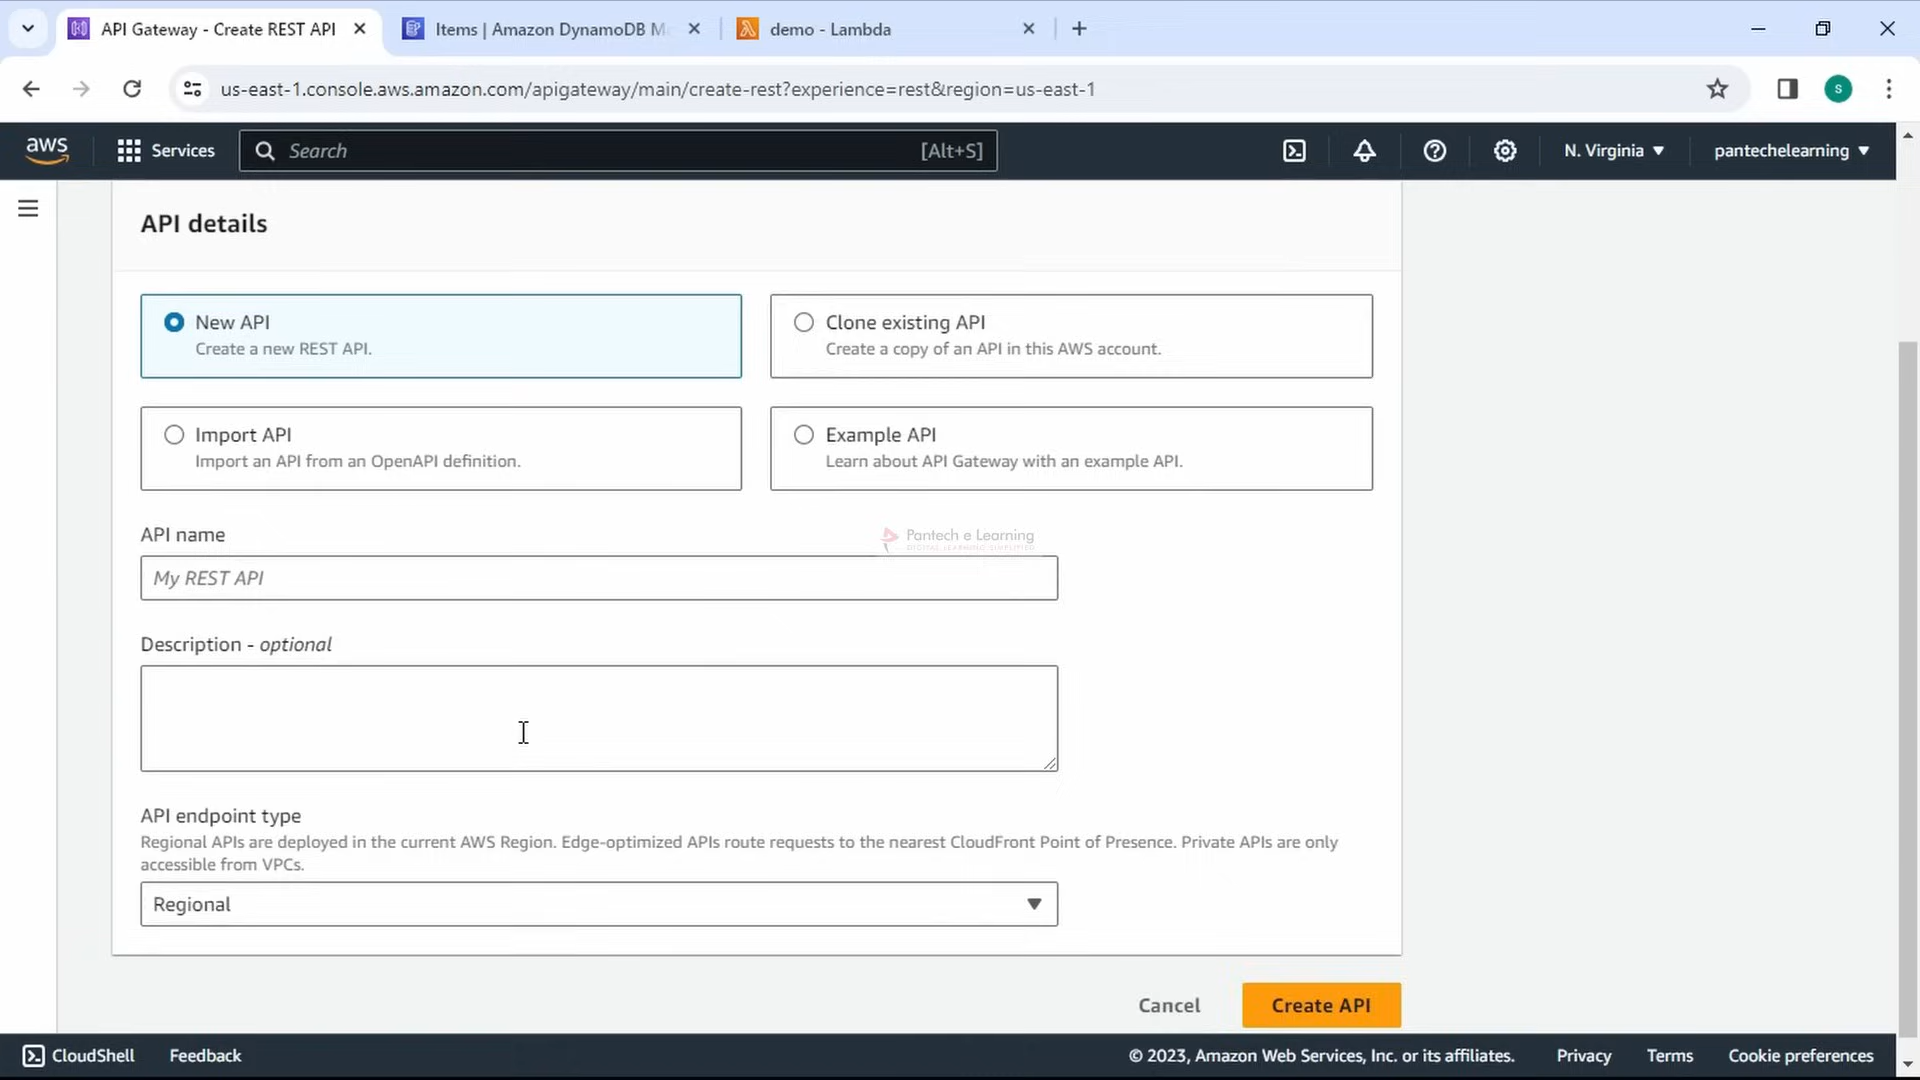 API Gateway - Create REST API
Items | Amazon DynamoDB M
demo - Lambda
us-east-1.console.aws.amazon.com/apigateway/main/create-rest?experience=rest&region=us-east-1
S
aws
Services
Search
[Alt+S]
N. Virginia
pantechelearning
API details
New API
Create a new REST API.
Clone existing API
Create a copy of an API in this AWS account.
Import API
Import an API from an OpenAPI definition.
Example API
Learn about API Gateway with an example API.
API name
Pantech e Learning
DIGITAL LEARNING SIMPLIFIED
My REST API
Description - optional
API endpoint type
Regional APIs are deployed in the current AWS Region. Edge-optimized APIs route requests to the nearest CloudFront Point of Presence. Private APIs are only
accessible from VPCs.
Regional
Cancel
Create API
CloudShell
Feedback
© 2023, Amazon Web Services, Inc. or its affiliates.
Privacy
Terms
Cookie preferences